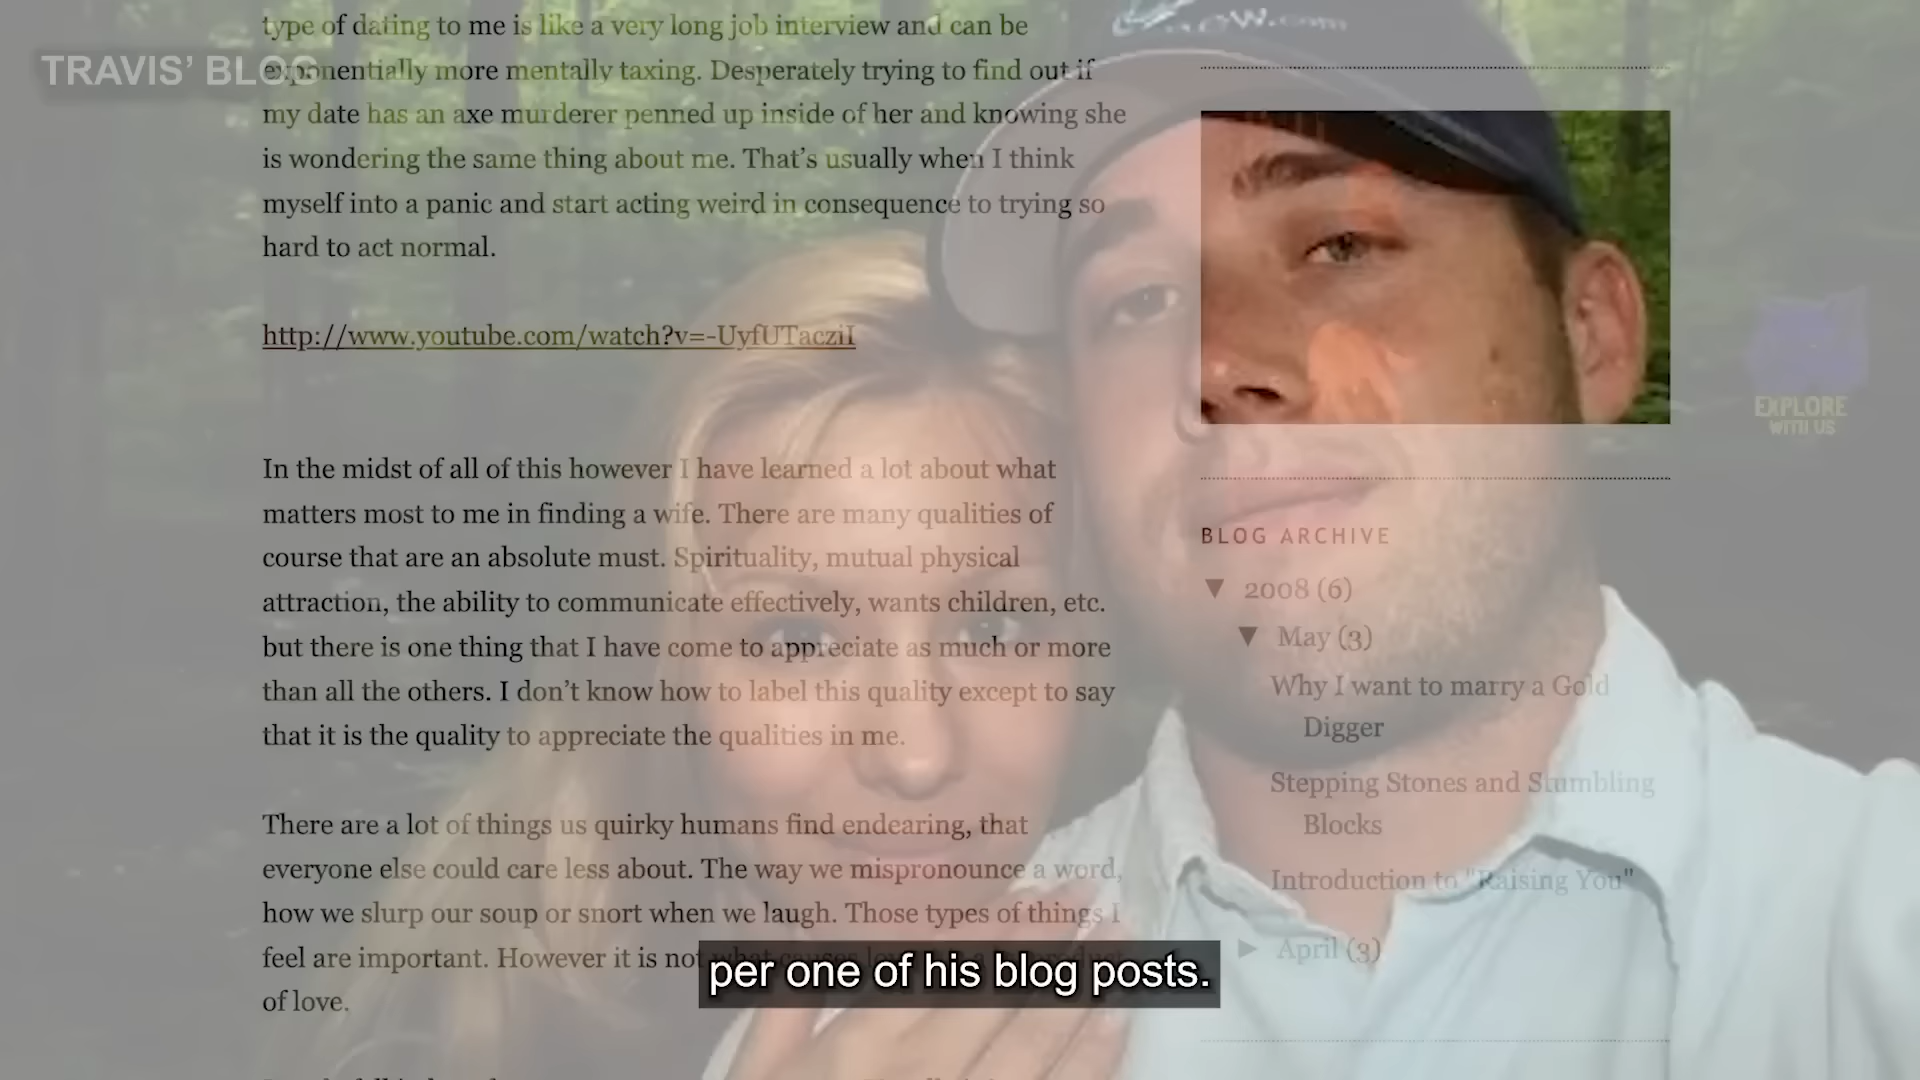 TRAVIS' BLOG
type of dating to me is like a very long job interview and can be
exponentially more mentally taxing. Desperately trying to find out if
my date has an axe murderer penned up inside of her and knowing she
is wondering the same thing about me. That's usually when I think
myself into a panic and start acting weird in consequence to trying so
hard to act normal.
http://www.youtube.com/watch?v=-UyfUTacziI
In the midst of all of this however I have learned a lot about what
matters most to me in finding a wife. There are many qualities of
course that are an absolute must. Spirituality, mutual physical
attraction, the ability to communicate effectively, wants children, etc.
but there is one thing that I have come to appreciate as much or more
than all the others. I don't know how to label this quality except to say
that it is the quality to appreciate the qualities in me.
There are a lot of things us quirky humans find endearing, that
everyone else could care less about. The way we mispronounce a word,
how we slurp our soup or snort when we laugh. Those types of things I
feel are important. However it is not what causes
of love.
BLOG ARCHIVE
▼ 2008 (6)
▼ May (3)
Why I want to marry a Gold
Digger
Stepping Stones and Stumbling
Blocks
Introduction to "Raising You"
► April (3)
EXPLORE
WITH US
per one of his blog posts.